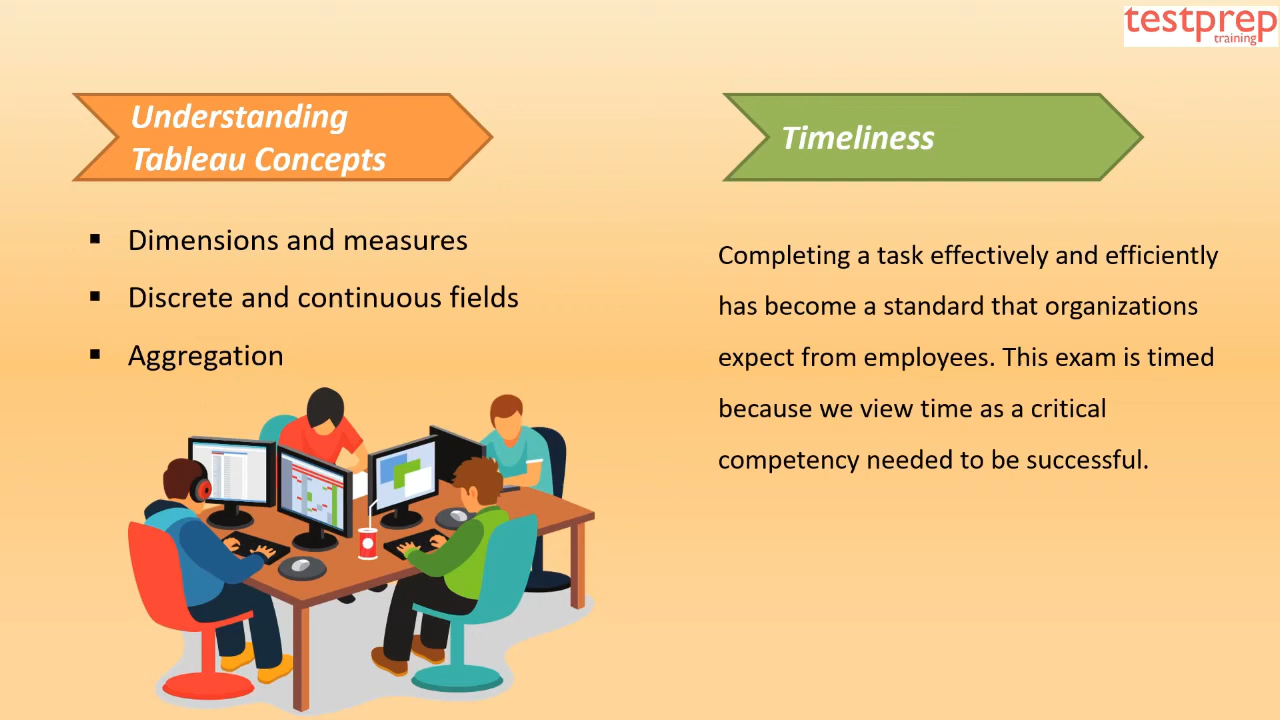 testprep
training
Understanding
Tableau Concepts
▪ Dimensions and measures
▪ Discrete and continuous fields
▪ Aggregation
Timeliness
Completing a task effectively and efficiently
has become a standard that organizations
expect from employees. This exam is timed
because we view time as a critical
competency needed to be successful.